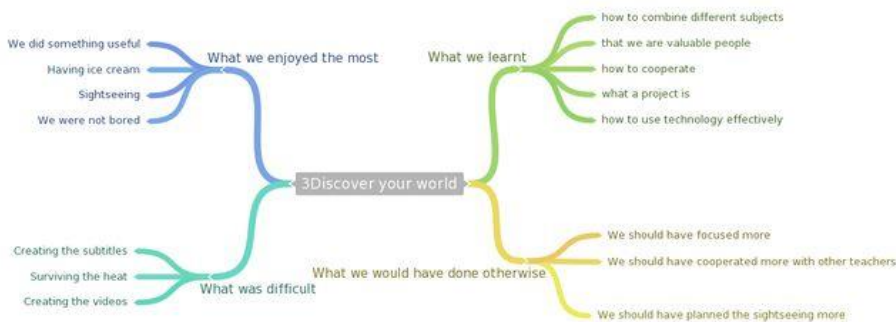 We did something useful
Having ice cream
Sightseeing
We were not bored
What we enjoyed the most
What we learnt
how to combine different subjects
that we are valuable people
how to cooperate
what a project is
how to use technology effectively
3Discover your world
Creating the subtitles
Surviving the heat
Creating the videos
What was difficult
What we would have done otherwise
We should have focused more
We should have cooperated more with other teachers
We should have planned the sightseeing more